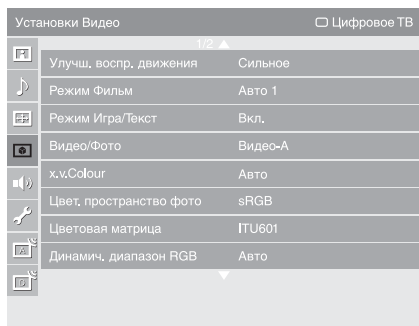 Установки Видео
Цифровое ТВ
1/2
Улучш. воспр. движения Сильное
Режим Фильм Авто 1
Режим Игра/Текст Вкл.
Видео/Фото Видео-A
x.v.Colour Авто
Цвет. пространство фото sRGB
Цветовая матрица ITU601
Динамич. диапазон RGB Авто
A
D